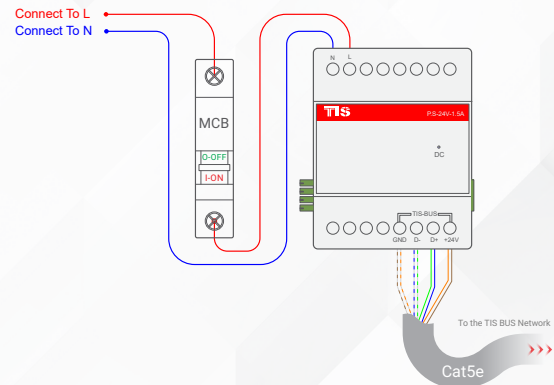 Connect To L
Connect To N
N L
MCB
O-OFF
I-ON
TIS
P.S-24V-1.5A
DC
TIS-BUS
GND D- D+ +24V
To the TIS BUS Network
Cat5e